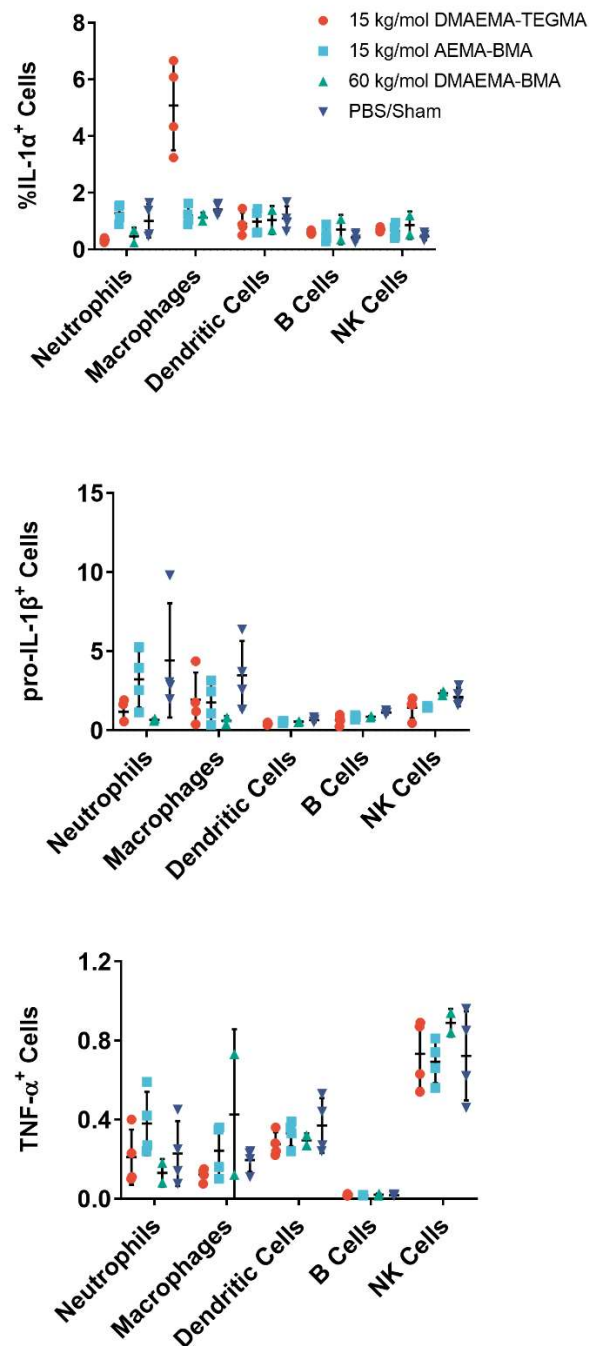 15 kg/mol DMAEMA-TEGMA
15 kg/mol AEMA-BMA
60 kg/mol DMAEMA-BMA
PBS/Sham
%IL-1α⁺ Cells
8
6
4
2
0
Neutrophils
Macrophages
Dendritic Cells
B Cells
NK Cells
pro-IL-1β⁺ Cells
15
10
5
0
Neutrophils
Macrophages
Dendritic Cells
B Cells
NK Cells
TNF-α⁺ Cells
1.2
0.8
0.4
0.0
Neutrophils
Macrophages
Dendritic Cells
B Cells
NK Cells